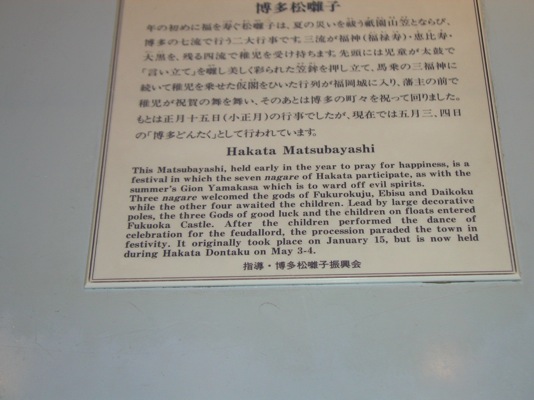 博多松囃子
年の初めに福を寿ぐ松囃子は、夏の災いを祓う祇園山笠とならび、
博多の七流で行う二大行事です。三流が福神(福禄寿)・恵比寿・
大黒を、残る四流で稚児を受け持ちます。先頭には児童が太鼓で
「言い立て」を囃し美しく彩られた笠鉾を押し立て、馬乗の三福神に
続いて稚児を乗せた仮閣をひいた行列が福岡城に入り、藩主の前で
稚児が祝賀の舞を舞い、そのあとは博多の町々を祝って回りました。
もとは正月十五日(小正月)の行事でしたが、現在では五月三、四日
の「博多どんたく」として行われています。
Hakata Matsubayashi
This Matsubayashi, held early in the year to pray for happiness, is a
festival in which the seven nagare of Hakata participate, as with the
summer's Gion Yamakasa which is to ward off evil spirits.
Three nagare welcomed the gods of Fukurokuju, Ebisu and Daikoku
while the other four awaited the children. Lead by large decorative
poles, the three Gods of good luck and the children on floats entered
Fukuoka Castle. After the children performed the dance of
celebration for the feudallord, the procession paraded the town in
festivity. It originally took place on January 15, but is now held
during Hakata Dontaku on May 3-4.
指導・博多松囃子振興会